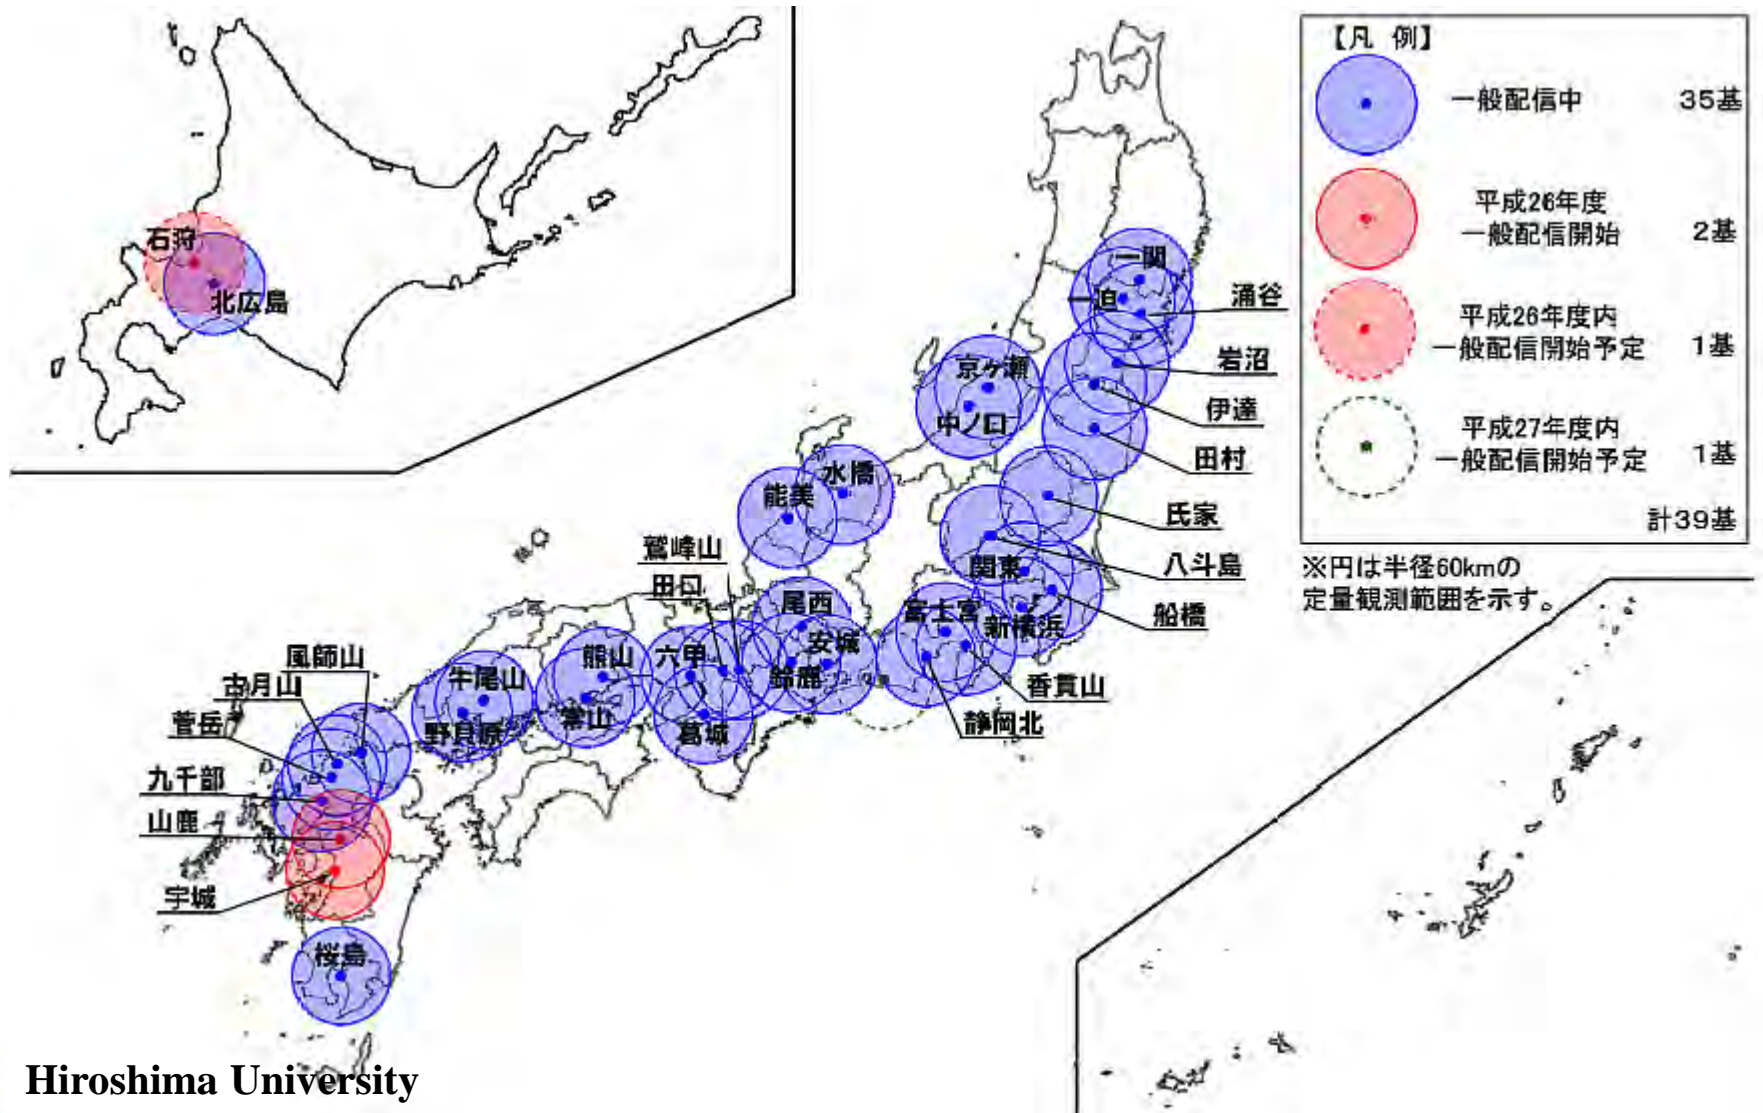 【凡 例】
一般配信中 35基
平成26年度
一般配信開始 2基
平成26年度内
一般配信開始予定 1基
平成27年度内
一般配信開始予定 1基
計39基
※円は半径60kmの
定量観測範囲を示す。
石狩
北広島
一関
一迫
涌谷
岩沼
伊達
田村
京ヶ瀬
中ノ口
水橋
能美
氏家
八斗島
関東
船橋
新横浜
富士宮
香貫山
静岡北
鷲峰山
田口
尾西
安城
鈴鹿
六甲
葛城
熊山
常山
牛尾山
野貝原
風師山
古月山
菅岳
九千部
山鹿
宇城
桜島
Hiroshima University